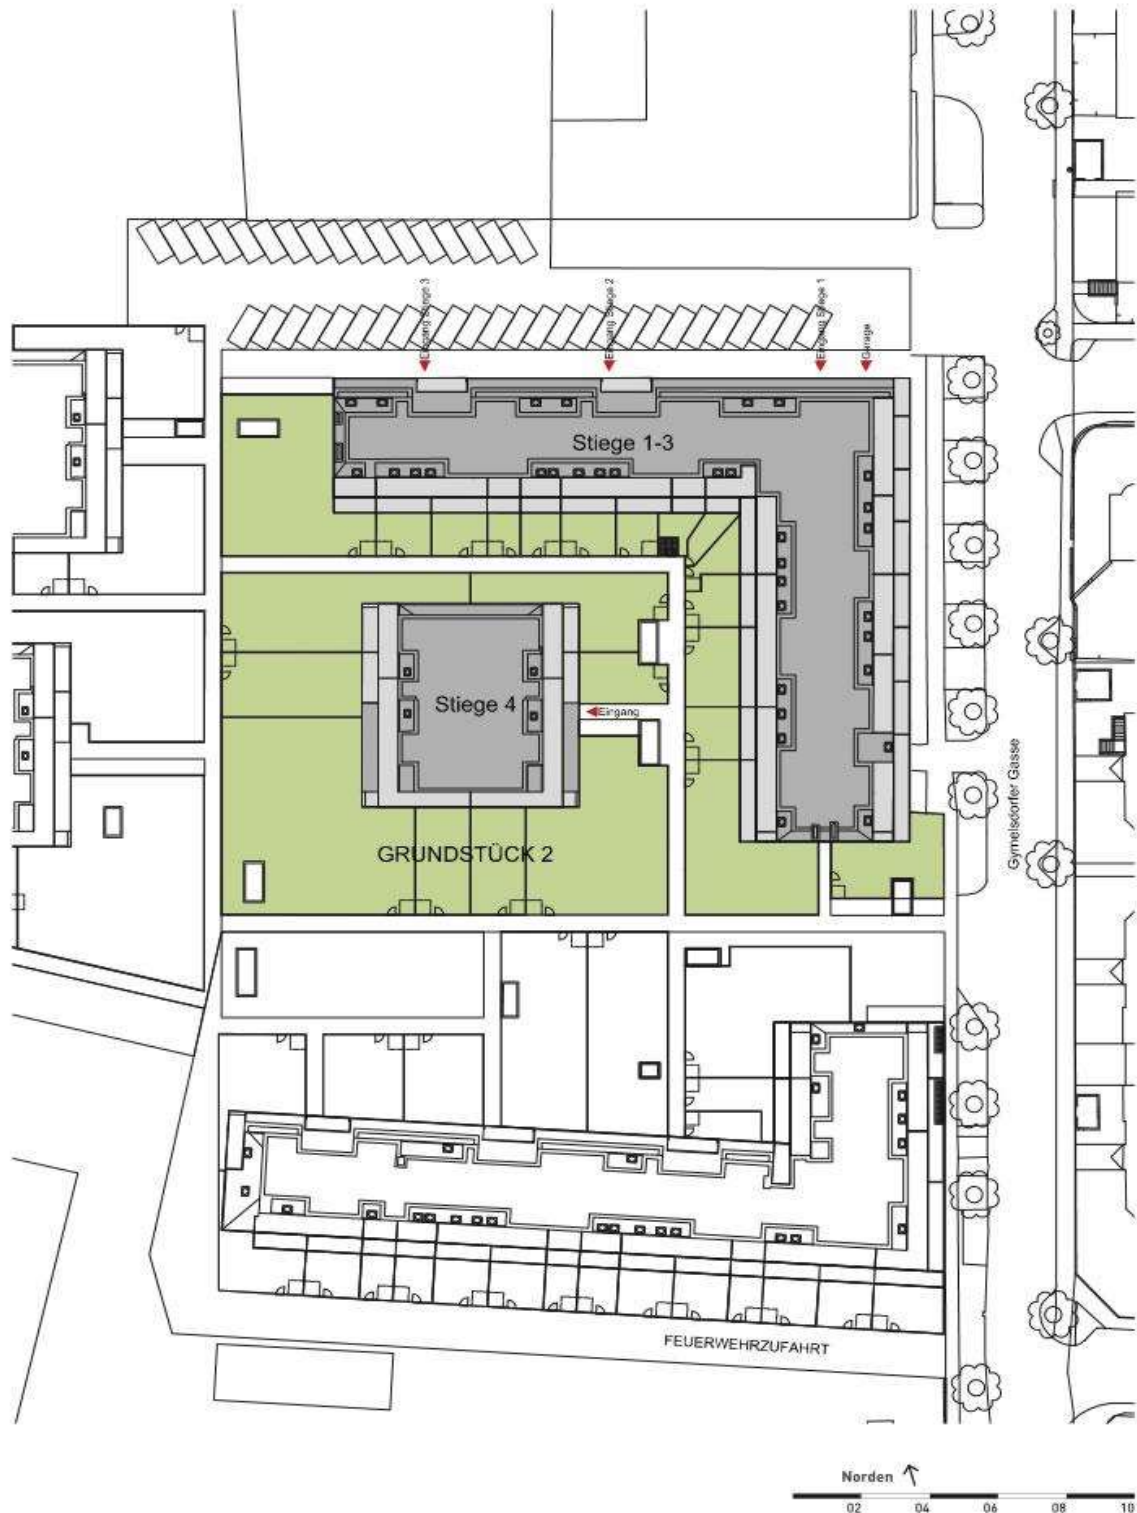 Eingang Stiege 3
Eingang Stiege 2
Eingang Stiege 1
Garage
Stiege 1-3
Stiege 4
Eingang
GRUNDSTÜCK 2
Gymelsdorfer Gasse
FEUERWEHRZUFAHRT
Norden
02 04 06 08 10